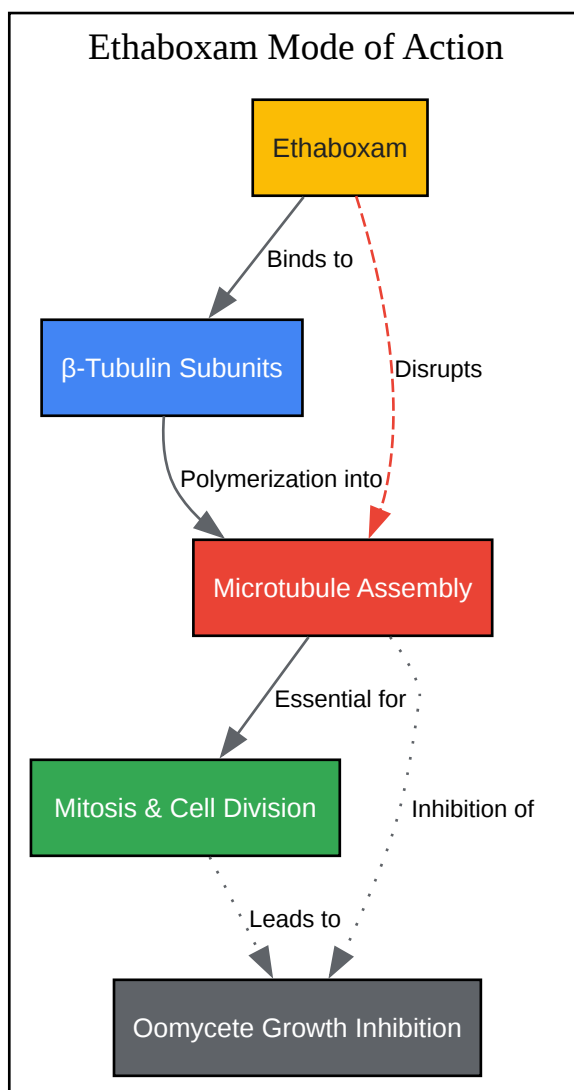 Ethaboxam Mode of Action
Ethaboxam
Binds to
β-Tubulin Subunits
Disrupts
Polymerization into
Microtubule Assembly
Essential for
Mitosis & Cell Division
Inhibition of
Leads to
Oomycete Growth Inhibition